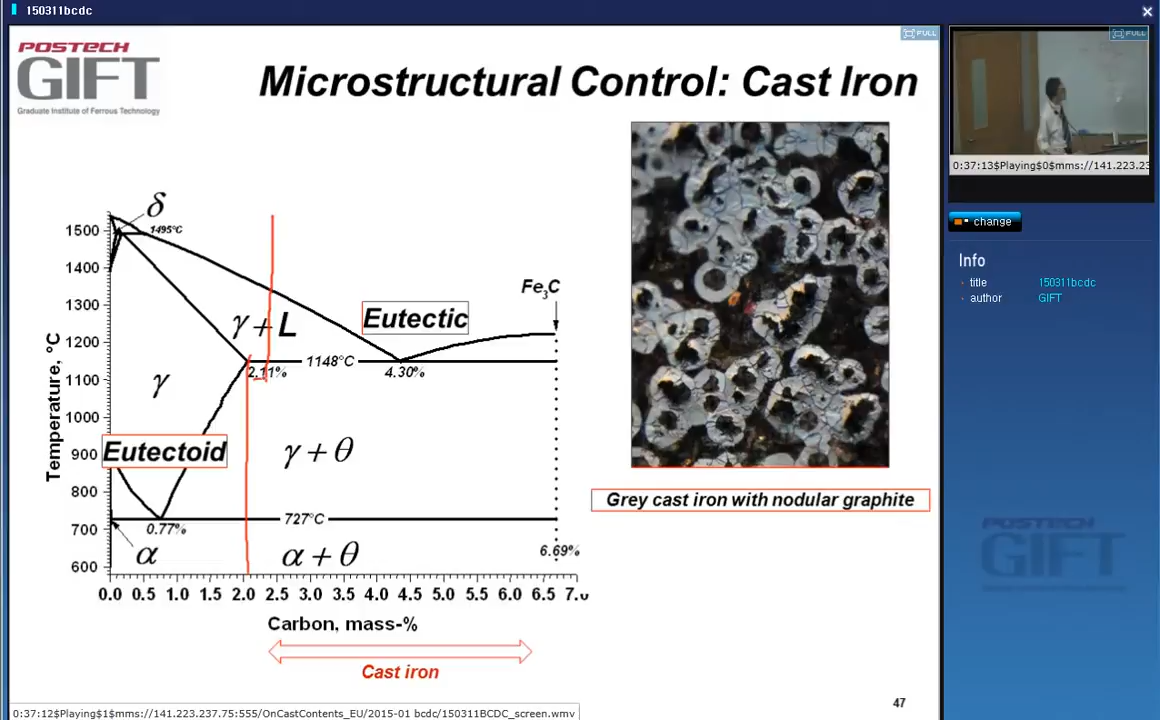 150311bcdc
POSTECH
GIFT
Graduate Institute of Ferrous Technology
Microstructural Control: Cast Iron
FULL
FULL
0:37:13$Playing$0$mms://141.223.23
change
Info
title 150311bcdc
author GIFT
δ
1500
1495°C
1400
1300
Fe3C
γ + L
Eutectic
1200
1148°C
2.11%
4.30%
1100
γ
Temperature, °C
1000
Eutectoid
900
γ + θ
800
727°C
700
0.77%
α
α + θ
6.69%
600
0.0 0.5 1.0 1.5 2.0 2.5 3.0 3.5 4.0 4.5 5.0 5.5 6.0 6.5 7.0
Carbon, mass-%
Cast iron
Grey cast iron with nodular graphite
POSTECH
GIFT
47
0:37:12$Playing$1$mms://141.223.237.75:555/OnCastContents_EU/2015-01 bcdc/150311BCDC_screen.wmv